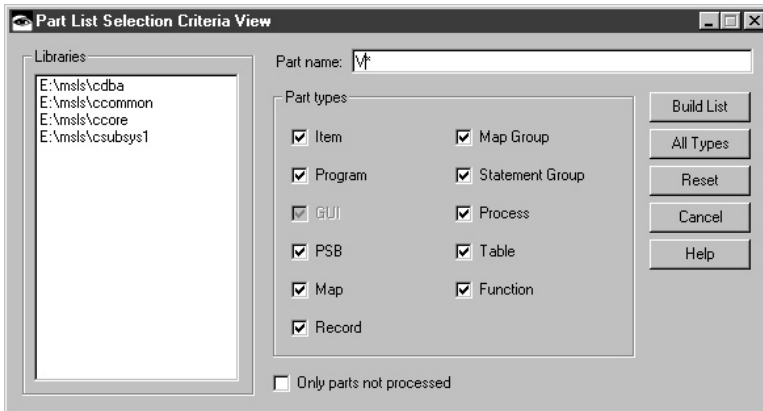 Part List Selection Criteria View
Libraries
E:\msls\cdba
E:\msls\ccommon
E:\msls\ccore
E:\msls\csubsys1
Part name: V*
Part types
Item
Map Group
Program
Statement Group
GUI
Process
PSB
Table
Map
Function
Record
Only parts not processed
Build List
All Types
Reset
Cancel
Help